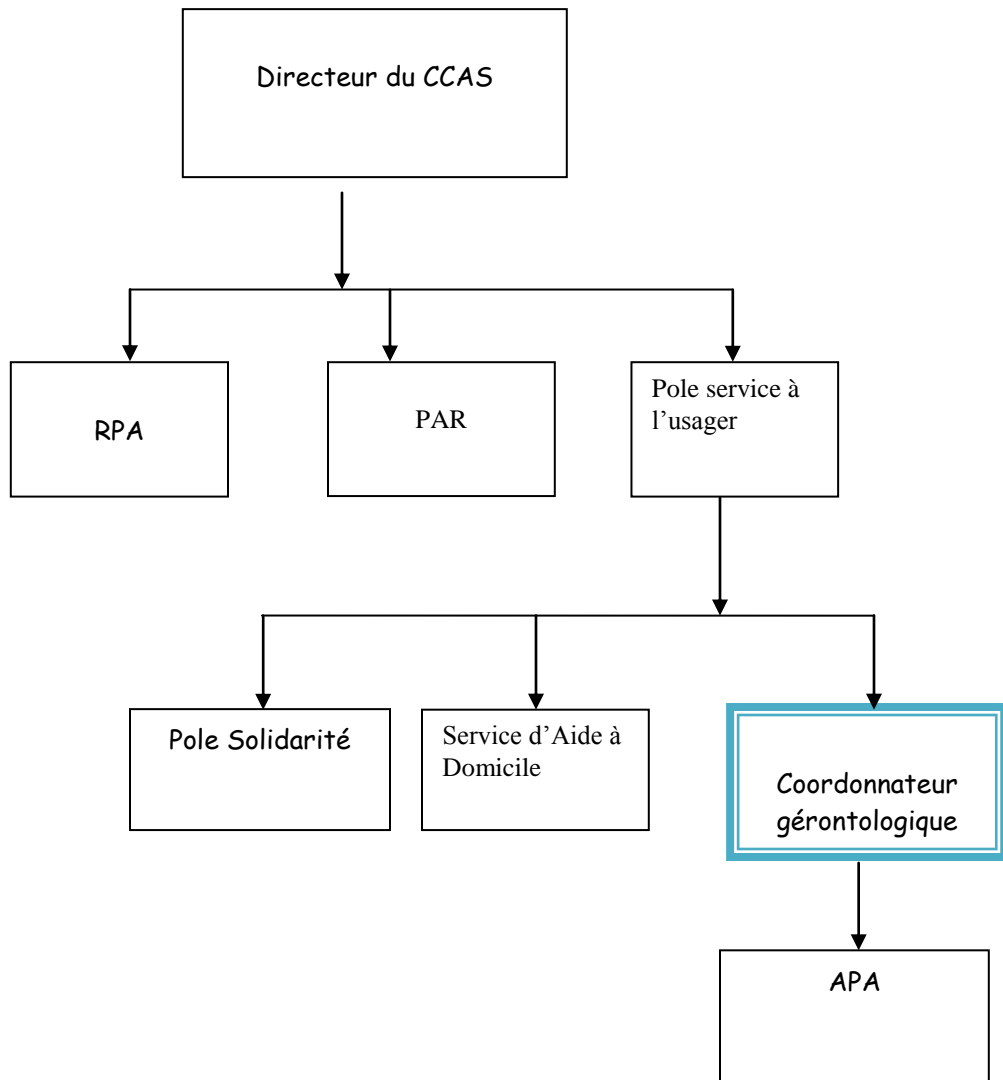 Directeur du CCAS
RPA
PAR
Pole service à
l’usager
Pole Solidarité
Service d’Aide à
Domicile
Coordonnateur
gérontologique
APA